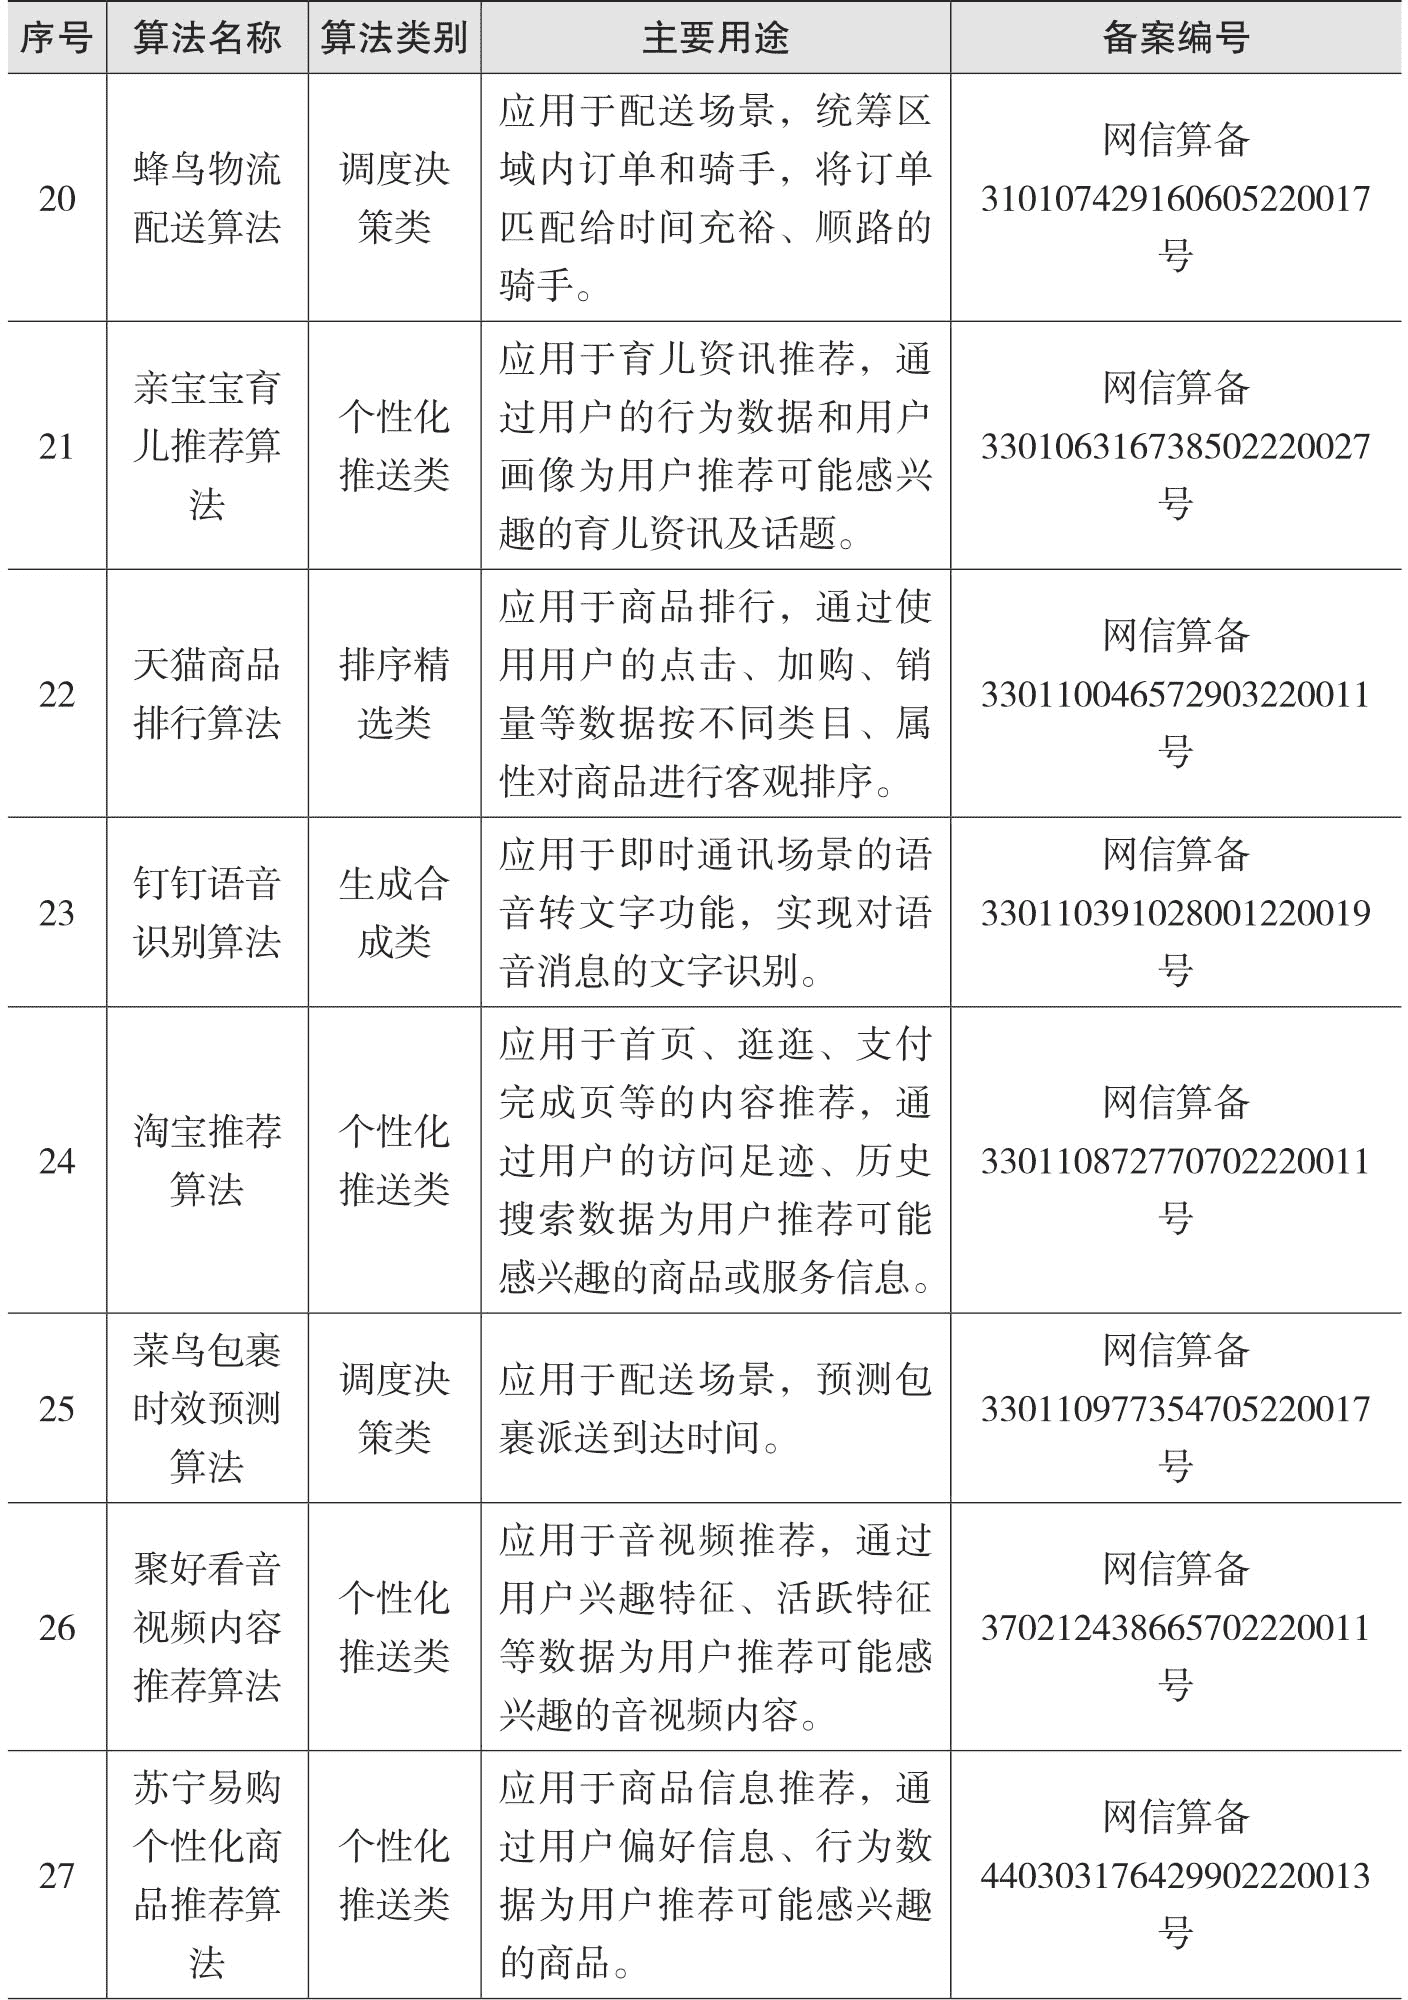 序号 算法名称 算法类别 主要用途 备案编号
20
蜂鸟物流
配送算法
调度决
策类
应用于配送场景，统筹区
域内订单和骑手，将订单
匹配给时间充裕、顺路的
骑手。
网信算备
310107429160605220017
号
21
亲宝宝育
儿推荐算
法
个性化
推送类
应用于育儿资讯推荐，通
过用户的行为数据和用户
画像为用户推荐可能感兴
趣的育儿资讯及话题。
网信算备
330106316738502220027
号
22
天猫商品
排行算法
排序精
选类
应用于商品排行，通过使
用用户的点击、加购、销
量等数据按不同类目、属
性对商品进行客观排序。
网信算备
330110046572903220011
号
23
钉钉语音
识别算法
生成合
成类
应用于即时通讯场景的语
音转文字功能，实现对语
音消息的文字识别。
网信算备
330110391028001220019
号
24
淘宝推荐
算法
个性化
推送类
应用于首页、逛逛、支付
完成页等的内容推荐，通
过用户的访问足迹、历史
搜索数据为用户推荐可能
感兴趣的商品或服务信息。
网信算备
330110872770702220011
号
25
菜鸟包裹
时效预测
算法
调度决
策类
应用于配送场景，预测包
裹派送到达时间。
网信算备
330110977354705220017
号
26
聚好看音
视频内容
推荐算法
个性化
推送类
应用于音视频推荐，通过
用户兴趣特征、活跃特征
等数据为用户推荐可能感
兴趣的音视频内容。
网信算备
370212438665702220011
号
27
苏宁易购
个性化商
品推荐算
法
个性化
推送类
应用于商品信息推荐，通
过用户偏好信息、行为数
据为用户推荐可能感兴趣
的商品。
网信算备
440303176429902220013
号